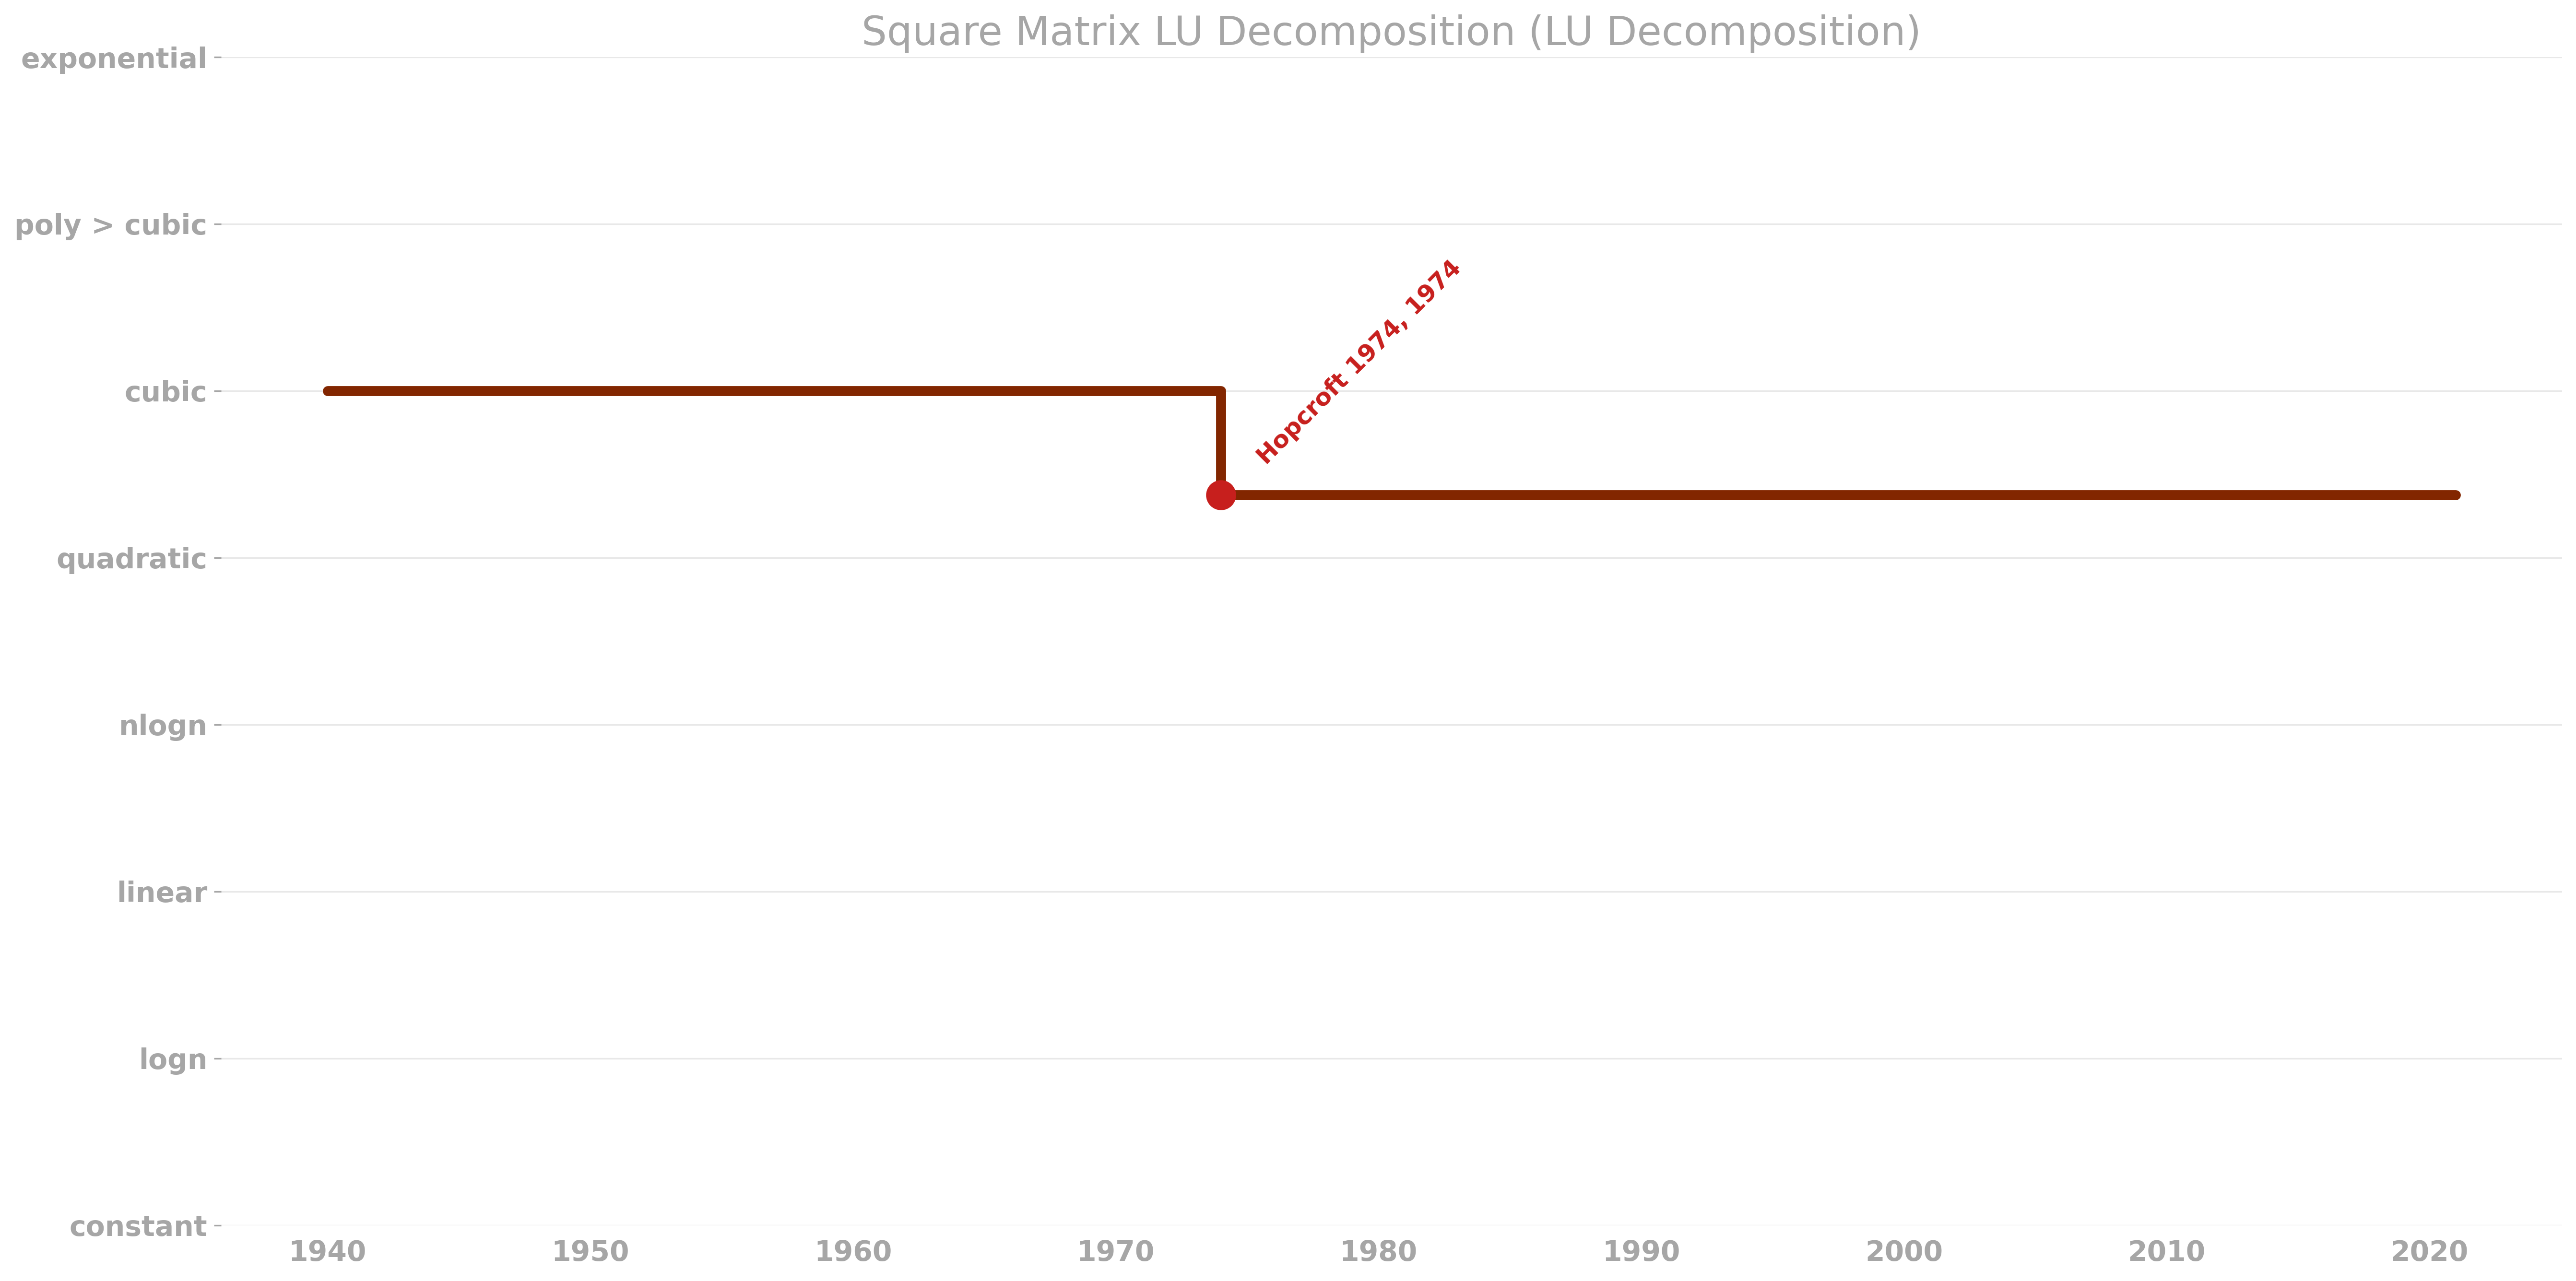 Square Matrix LU Decomposition (LU Decomposition)
exponential
poly > cubic
cubic
quadratic
nlogn
linear
logn
constant
Hopcroft 1974, 1974
1940 1950 1960 1970 1980 1990 2000 2010 2020